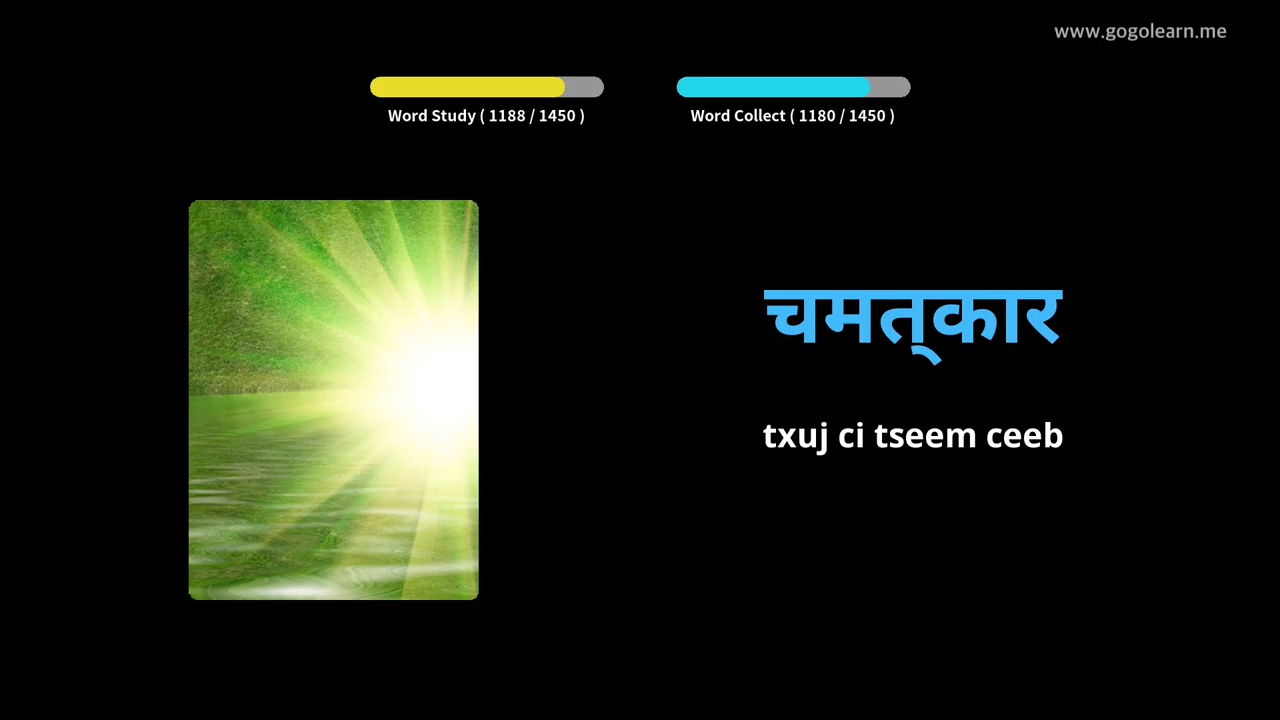 www.gogolearn.me
Word Study ( 1188 / 1450 )
Word Collect ( 1180 / 1450 )
चमत्‌कार
txuj ci tseem ceeb